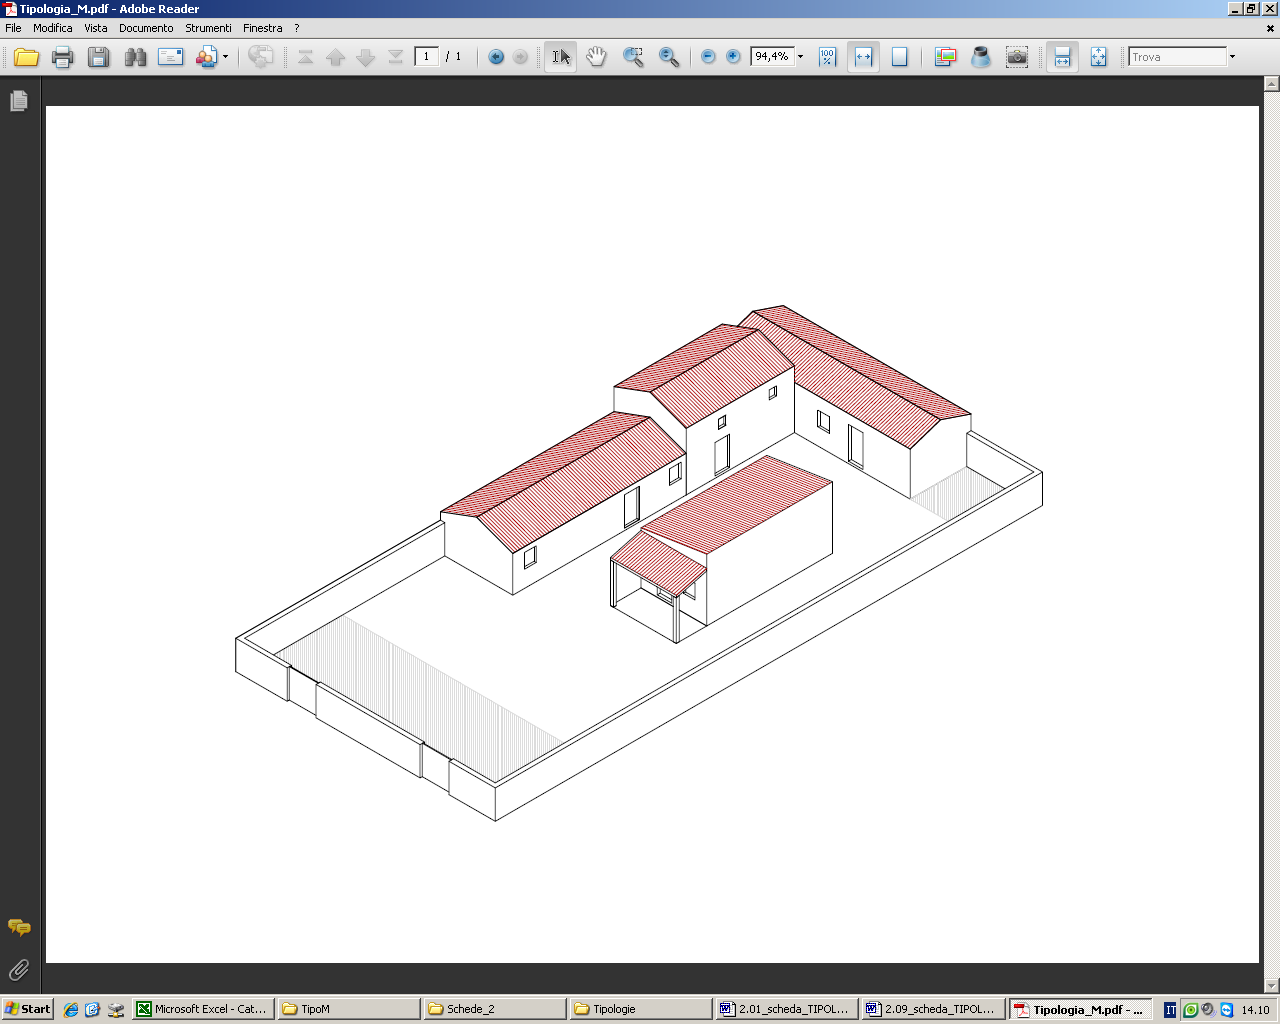 Tipologia_M.pdf - Adobe Reader
File Modifica Vista Documento Strumenti Finestra ?
1 / 1 94,4% 100% Trova
Start Microsoft Excel - Cat... TipoM Schede_2 Tipologie 2.01_scheda_TIPOL... 2.09_scheda_TIPOL... Tipologia_M.pdf - ... IT 14.10